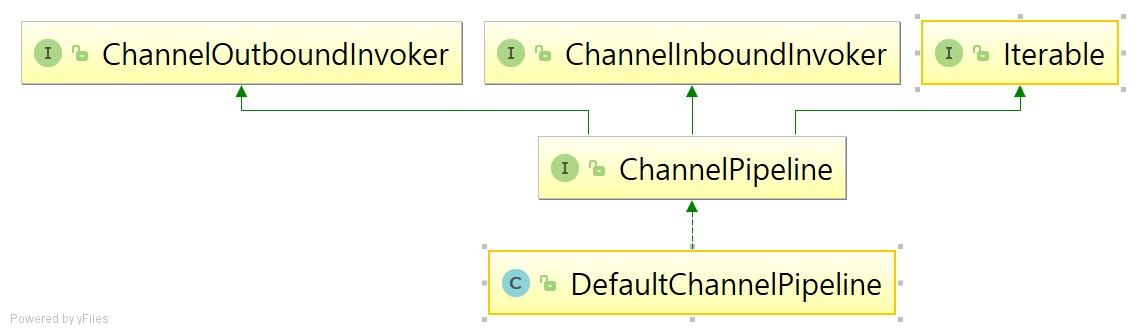 I ChannelOutboundInvoker
I ChannelInboundInvoker
I Iterable
I ChannelPipeline
C DefaultChannelPipeline
Powered by yFiles